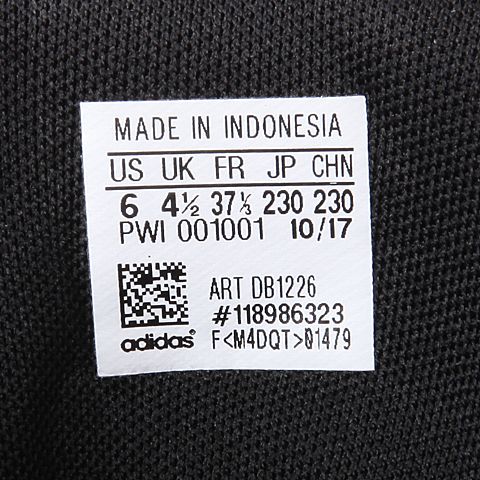 MADE IN INDONESIA
US UK FR JP CHN
6 4½ 37⅓ 230 230
PWI 001001 10/17
ART DB1226
#118986323
adidas® F<M4DQT>01479